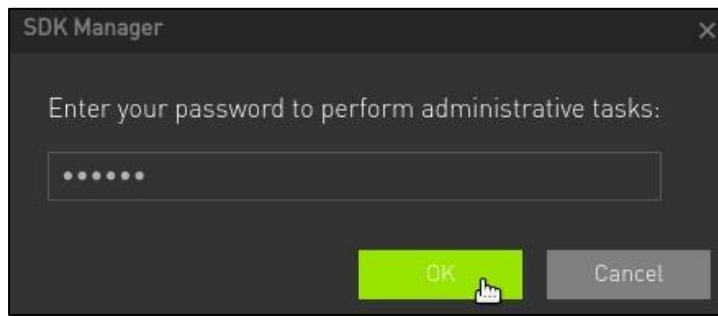 SDK Manager
Enter your password to perform administrative tasks:
••••••
OK
Cancel